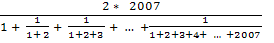 2 * 2007
1 + 1/(1+2) + 1/(1+2+3) + … + 1/(1+2+3+4+ … +2007)